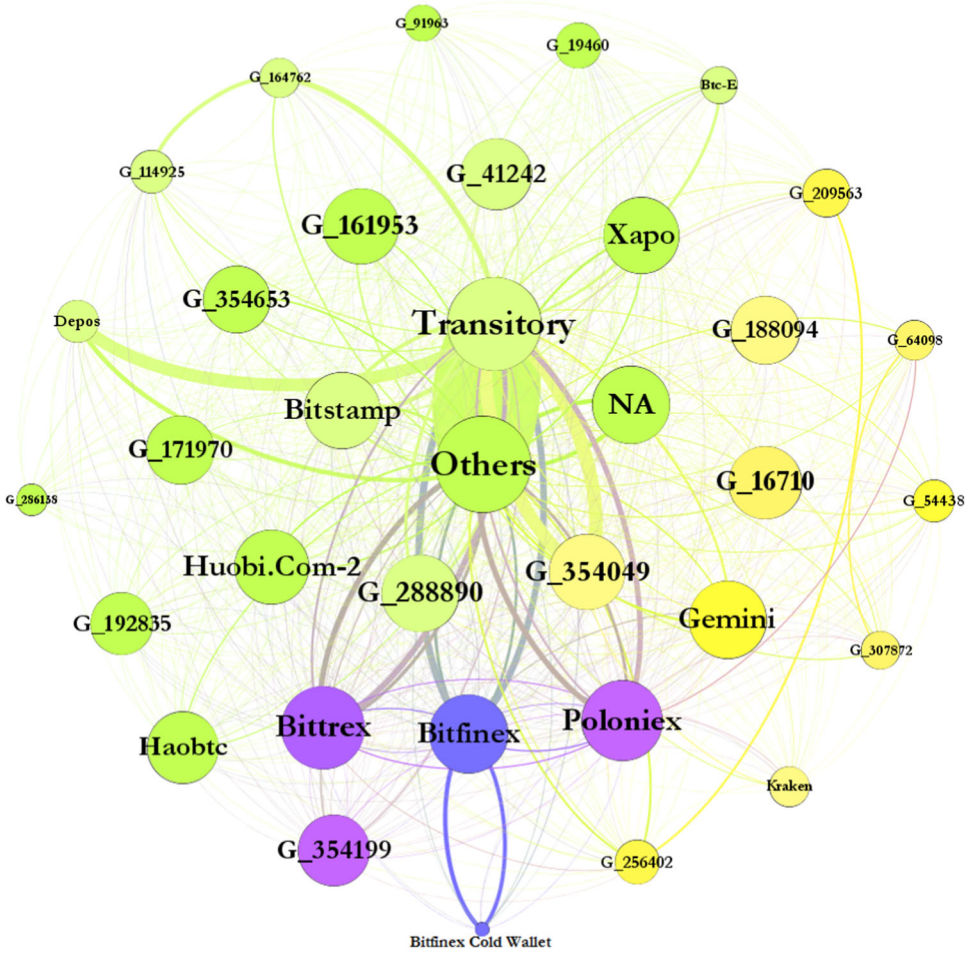 G_91963
G_19460
G_164762
Btc-E
G_114925
G_41242
G_209563
G_161953
Xapo
G_354653
Depos
Transitory
G_188094
G_64098
Bitstamp
NA
G_171970
Others
G_16710
G_286138
G_54438
Huobi.Com-2
G_288890
G_354049
G_192835
Gemini
G_307872
Bittrex
Bitfinex
Poloniex
Haobtc
Kraken
G_354199
G_256402
Bitfinex Cold Wallet